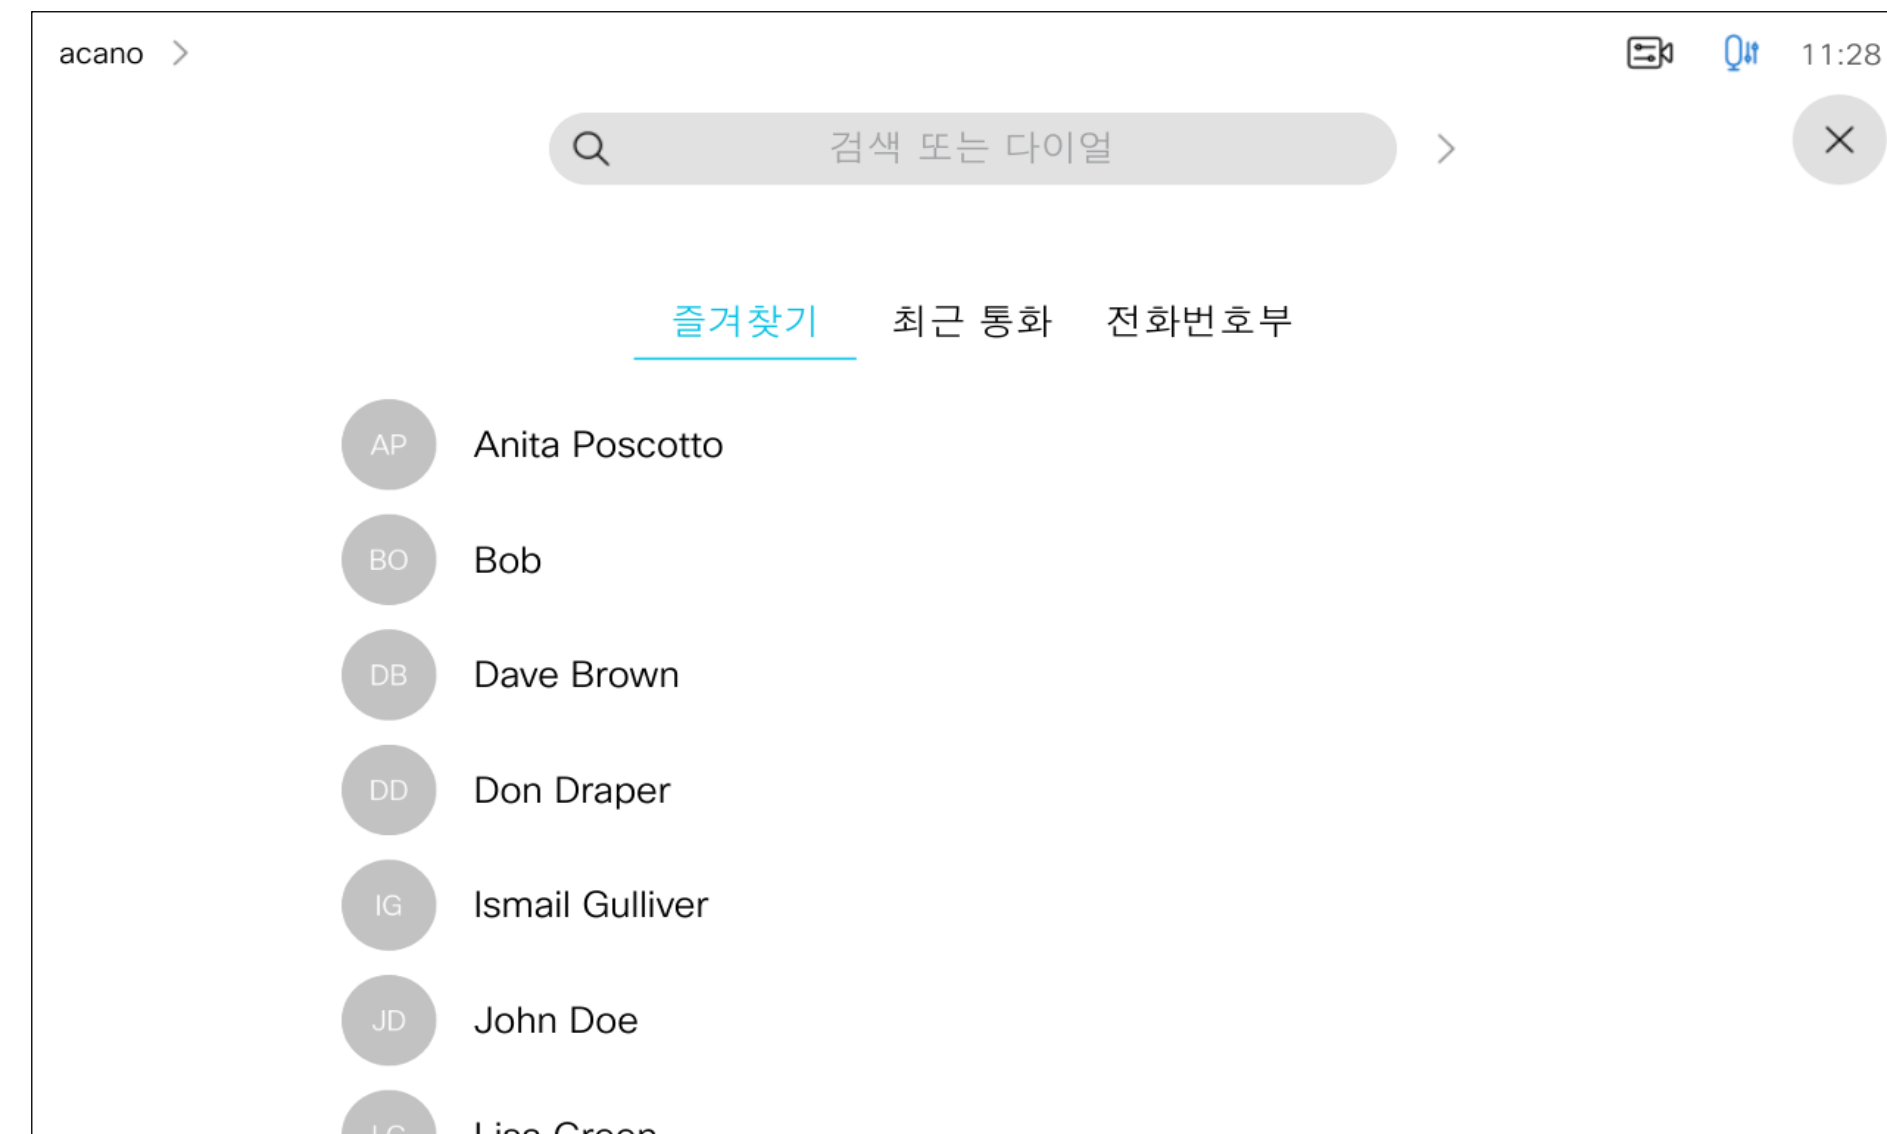 acano
11:28
검색 또는 다이얼
즐겨찾기 최근 통화 전화번호부
AP Anita Poscotto
BO Bob
DB Dave Brown
DD Don Draper
IG Ismail Gulliver
JD John Doe
Lisa Green